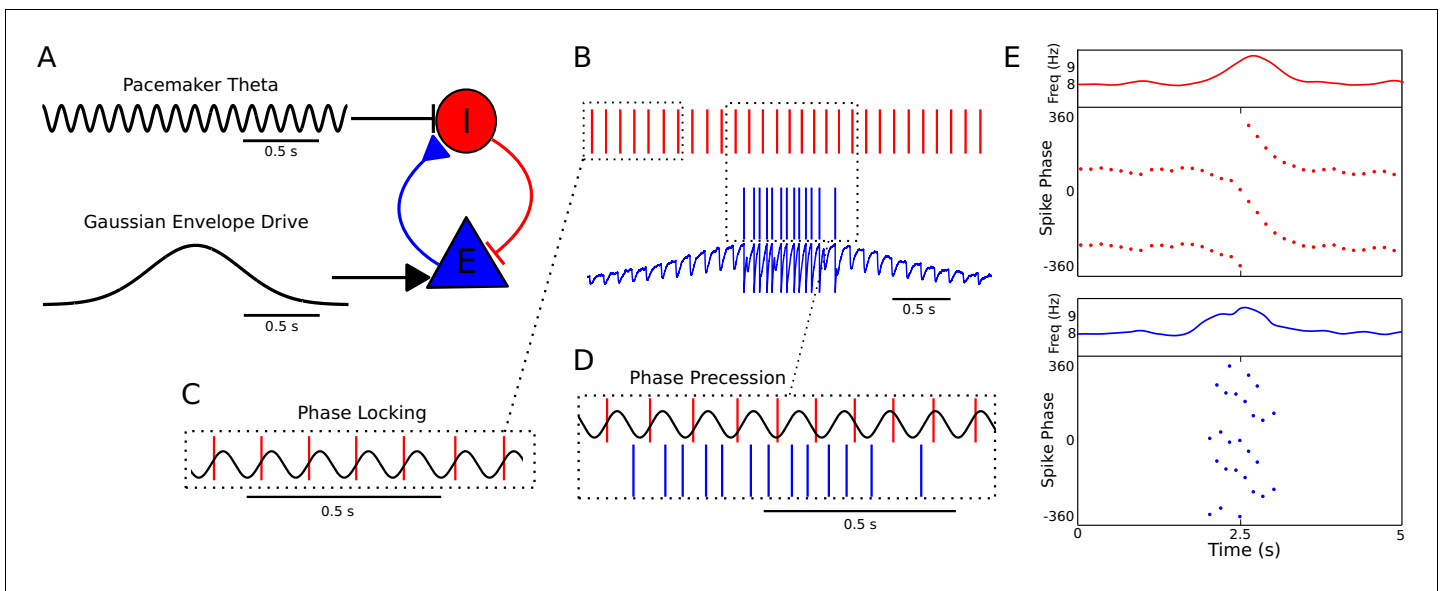 A
Pacemaker Theta
0.5 s
I
Gaussian Envelope Drive
E
0.5 s
B
0.5 s
C
Phase Locking
0.5 s
D
Phase Precession
0.5 s
E
Freq (Hz)
9
8
Spike Phase
360
0
-360
Freq (Hz)
9
8
Spike Phase
360
0
-360
0
2.5
5
Time (s)